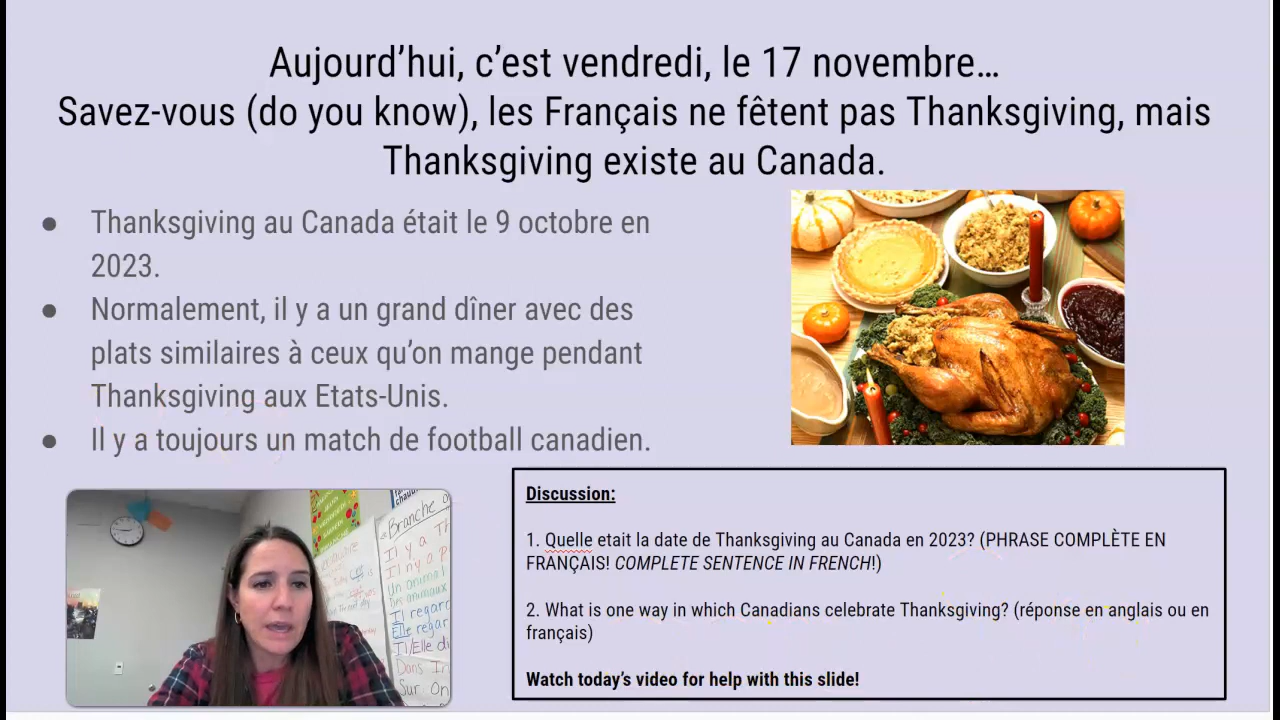 Aujourd'hui, c'est vendredi, le 17 novembre…
Savez-vous (do you know), les Français ne fêtent pas Thanksgiving, mais
Thanksgiving existe au Canada.
● Thanksgiving au Canada était le 9 octobre en
2023.
● Normalement, il y a un grand dîner avec des
plats similaires à ceux qu'on mange pendant
Thanksgiving aux Etats-Unis.
● Il y a toujours un match de football canadien.
Discussion:
1. Quelle etait la date de Thanksgiving au Canada en 2023? (PHRASE COMPLÈTE EN
FRANÇAIS! COMPLETE SENTENCE IN FRENCH!)
2. What is one way in which Canadians celebrate Thanksgiving? (réponse en anglais ou en
français)
Watch today's video for help with this slide!
Branche
Il y a
Il n'y a
Un animal
Des animaux
Il regar
Elle regar
Il/Elle di
Dans
Sur